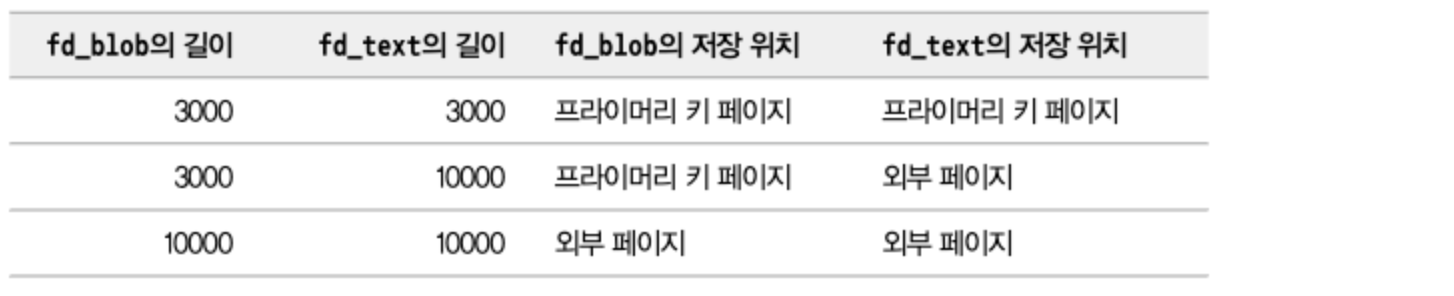 fd_blob의 길이 fd_text의 길이 fd_blob의 저장 위치 fd_text의 저장 위치
3000 3000 프라이머리 키 페이지 프라이머리 키 페이지
3000 10000 프라이머리 키 페이지 외부 페이지
10000 10000 외부 페이지 외부 페이지